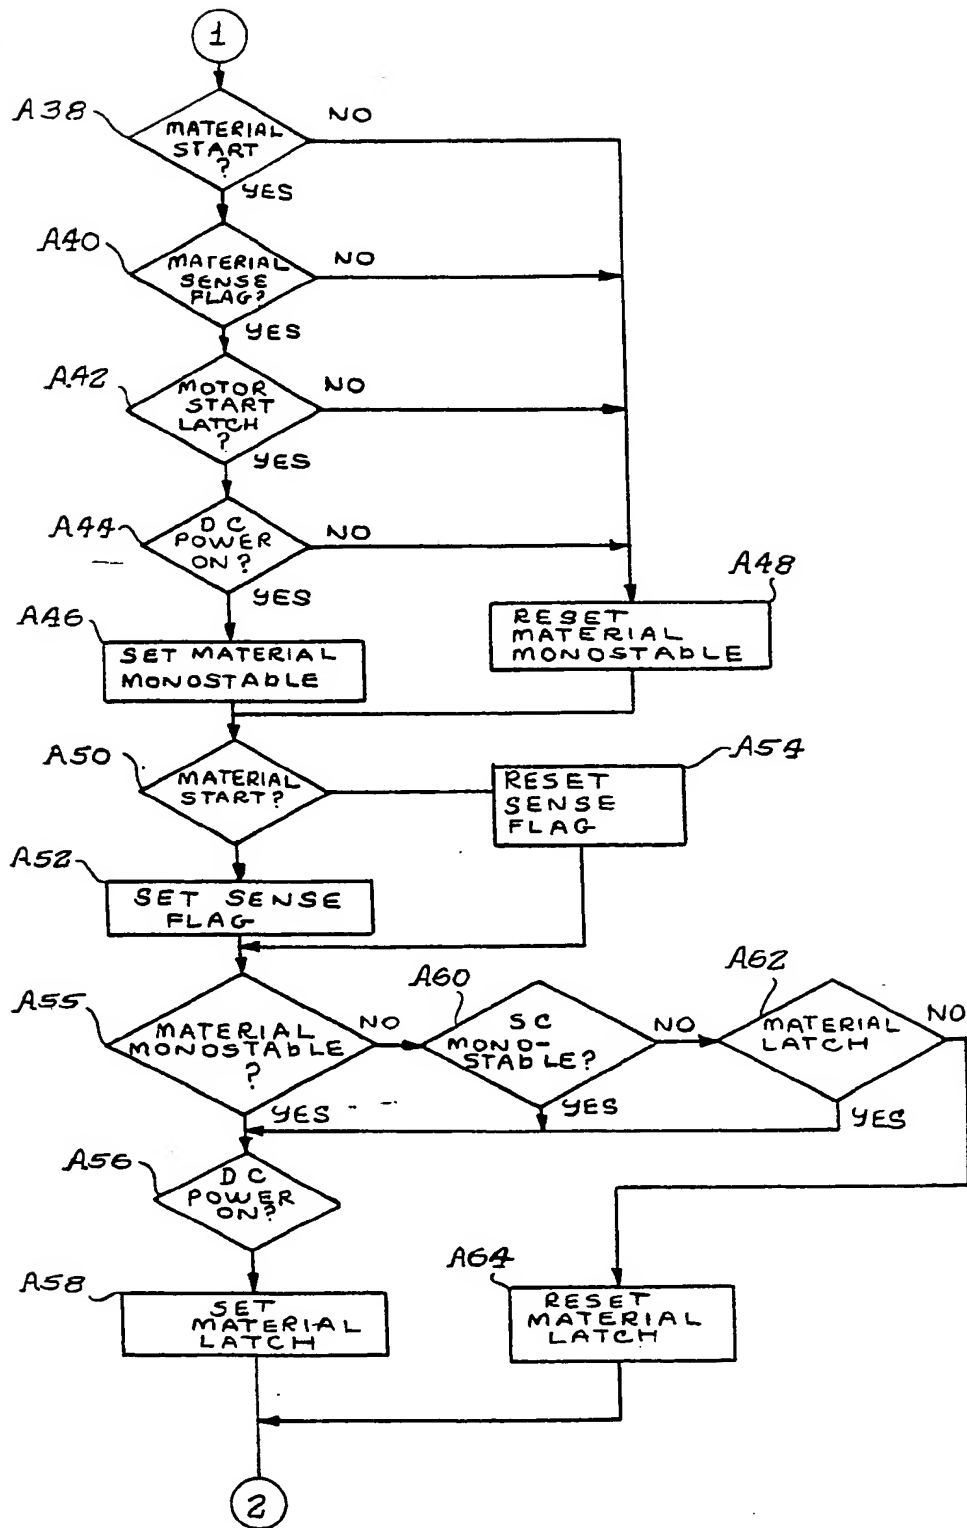 1
A38
MATERIAL
START
?
NO
YES
A40
MATERIAL
SENSE
FLAG?
NO
YES
A42
MOTOR
START
LATCH
?
NO
YES
A44
DC
POWER
ON?
NO
YES
A46
SET MATERIAL
MONOSTABLE
A48
RESET
MATERIAL
MONOSTABLE
A50
MATERIAL
START?
A54
RESET
SENSE
FLAG
A52
SET SENSE
FLAG
A55
MATERIAL
MONOSTABLE
?
NO
YES
A60
SC
MONO-
STABLE?
NO
YES
A62
MATERIAL
LATCH
NO
YES
A56
DC
POWER
ON?
A58
SET
MATERIAL
LATCH
A64
RESET
MATERIAL
LATCH
2